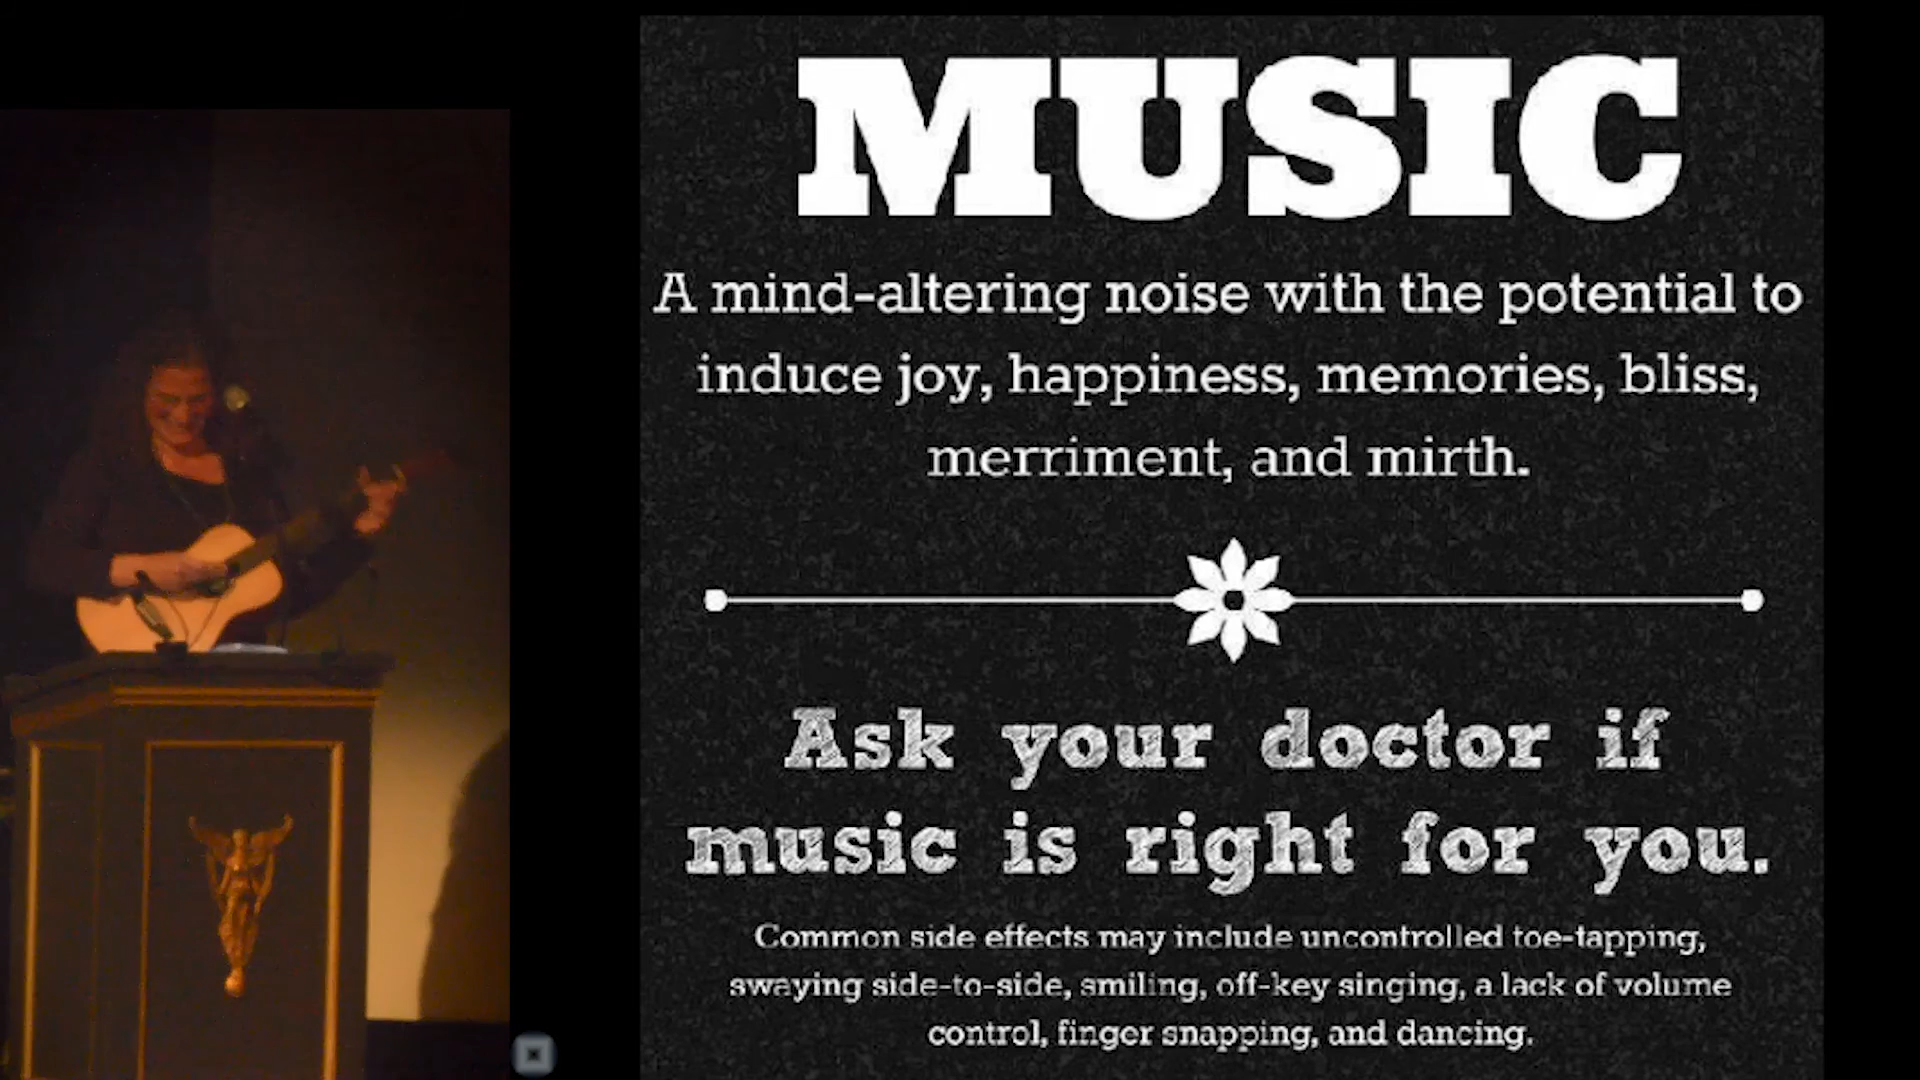 MUSIC
A mind-altering noise with the potential to
induce joy, happiness, memories, bliss,
merriment, and mirth.
Ask your doctor if
music is right for you.
Common side effects may include uncontrolled toe-tapping,
swaying side-to-side, smiling, off-key singing, a lack of volume
control, finger snapping, and dancing.